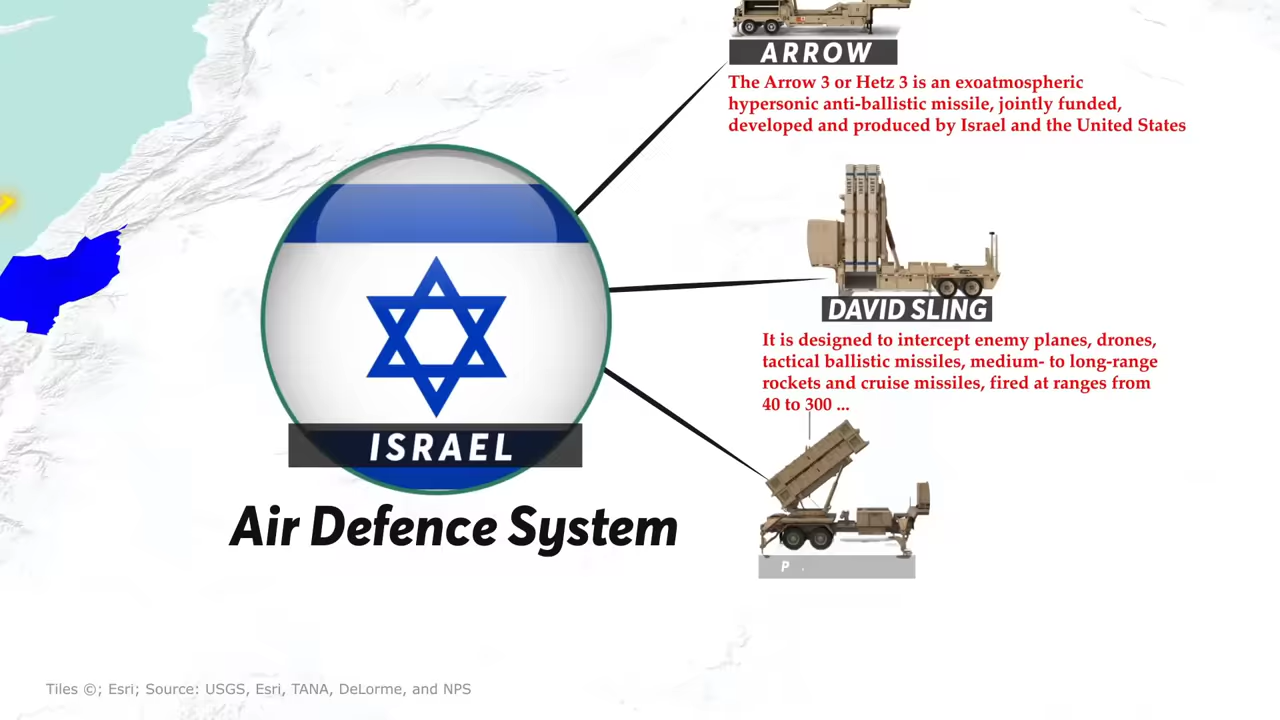 ARROW
The Arrow 3 or Hetz 3 is an exoatmospheric
hypersonic anti-ballistic missile, jointly funded,
developed and produced by Israel and the United States
DAVID SLING
It is designed to intercept enemy planes, drones,
tactical ballistic missiles, medium- to long-range
rockets and cruise missiles, fired at ranges from
40 to 300 ...
ISRAEL
Air Defence System
P
Tiles ©; Esri; Source: USGS, Esri, TANA, DeLorme, and NPS